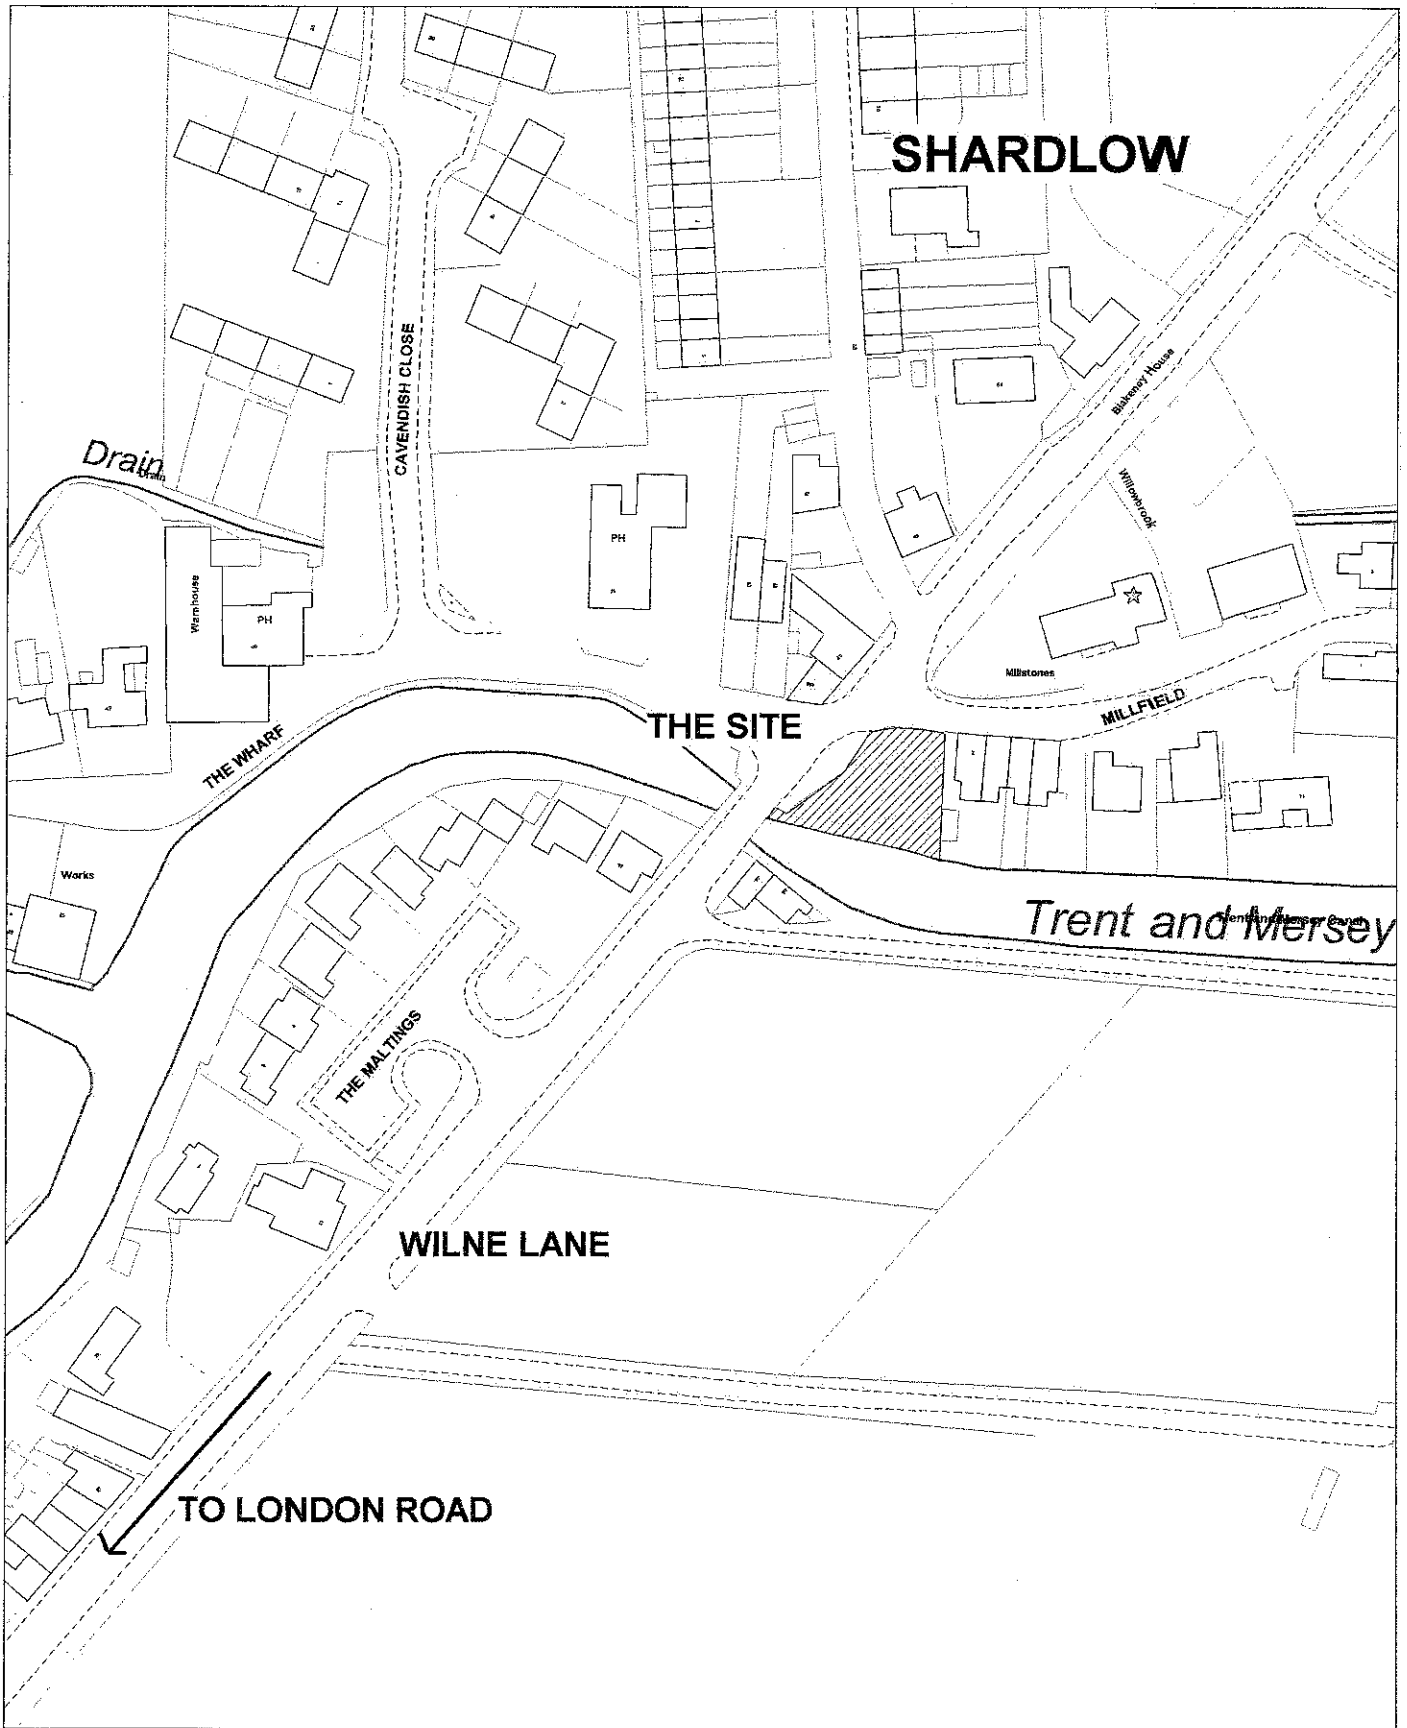 SHARDLOW
CAVENDISH CLOSE
Blakeney House
Drain
Drain
Willowbrook
PH
Warehouse
PH
Millstones
MILLFIELD
THE SITE
THE WHARF
Works
Trent and Mersey
THE MALTINGS
WILNE LANE
TO LONDON ROAD